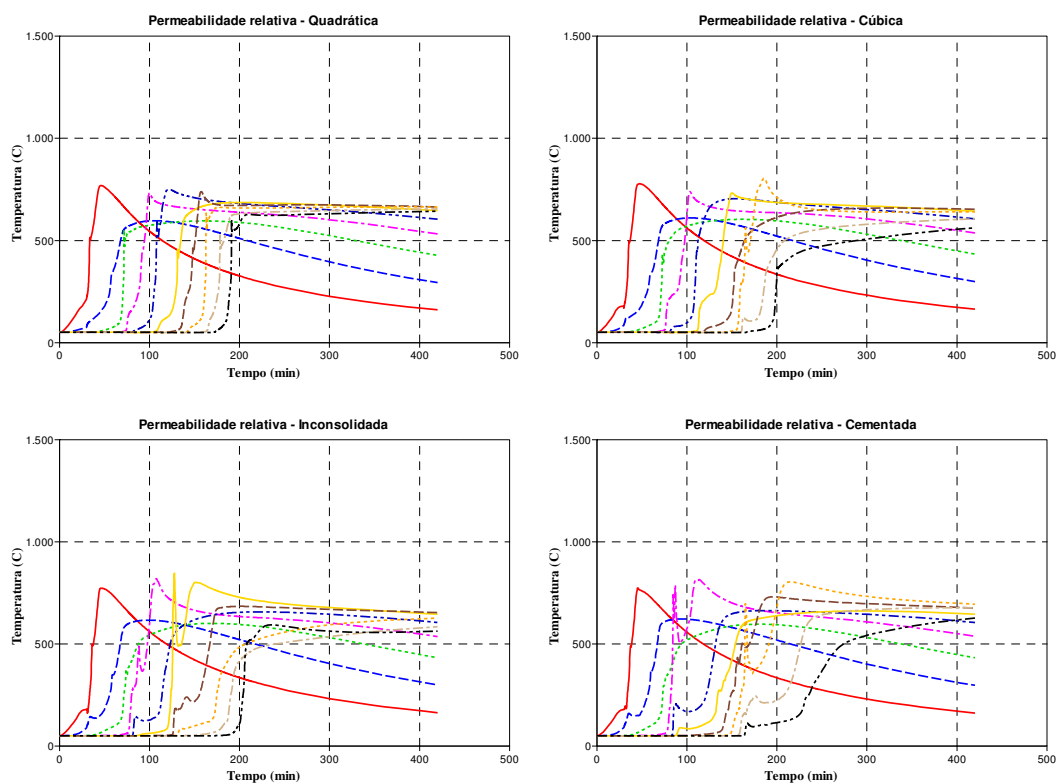 Permeabilidade relativa - Quadrática
1.500
1.000
500
0
Temperatura (C)
0 100 200 300 400 500
Tempo (min)
Permeabilidade relativa - Cúbica
1.500
1.000
500
0
Temperatura (C)
0 100 200 300 400 500
Tempo (min)
Permeabilidade relativa - Inconsolidada
1.500
1.000
500
0
Temperatura (C)
0 100 200 300 400 500
Tempo (min)
Permeabilidade relativa - Cementada
1.500
1.000
500
0
Temperatura (C)
0 100 200 300 400 500
Tempo (min)